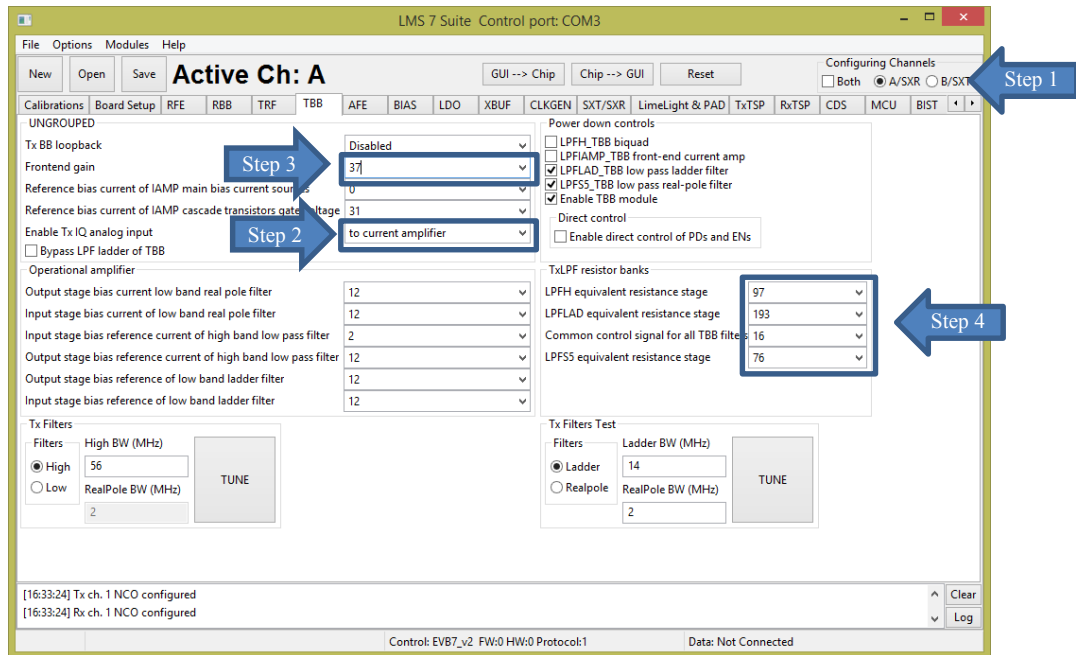 LMS 7 Suite Control port: COM3
File Options Modules Help
New Open Save Active Ch: A GUI --> Chip Chip --> GUI Reset
Configuring Channels
Both A/SXR B/SXT
Step 1
Calibrations Board Setup RFE RBB TRF TBB AFE BIAS LDO XBUF CLKGEN SXT/SXR LimeLight & PAD TxTSP RxTSP CDS MCU BIST
UNGROUPED
Tx BB loopback Disabled
Frontend gain 37
Step 3
Reference bias current of IAMP main bias current 0
Reference bias current of IAMP cascade transistors 31
Enable Tx IQ analog input to current amplifier
Step 2
Bypass LPF ladder of TBB
Power down controls
LPFH_TBB biquad
LPFIAMP_TBB front-end current amp
LPFLAD_TBB low pass ladder filter
LPFS5_TBB low pass real-pole filter
Enable TBB module
Direct control
Enable direct control of PDs and ENs
Operational amplifier
Output stage bias current low band real pole filter 12
Input stage bias current of low band real pole filter 12
Input stage bias reference current of high band low pass filter 2
Output stage bias reference current of high band low pass filter 12
Output stage bias reference of low band ladder filter 12
Input stage bias reference of low band ladder filter 12
TxLPF resistor banks
LPFH equivalent resistance stage 97
LPFLAD equivalent resistance stage 193
Common control signal for all TBB filters 16
LPFS5 equivalent resistance stage 76
Step 4
Tx Filters
Filters High BW (MHz)
High 56
Low RealPole BW (MHz)
2
TUNE
Tx Filters Test
Filters Ladder BW (MHz)
Ladder 14
Realpole RealPole BW (MHz)
2
TUNE
[16:33:24] Tx ch. 1 NCO configured
[16:33:24] Rx ch. 1 NCO configured
Clear
Log
Control: EVB7_v2 FW:0 HW:0 Protocol:1 Data: Not Connected